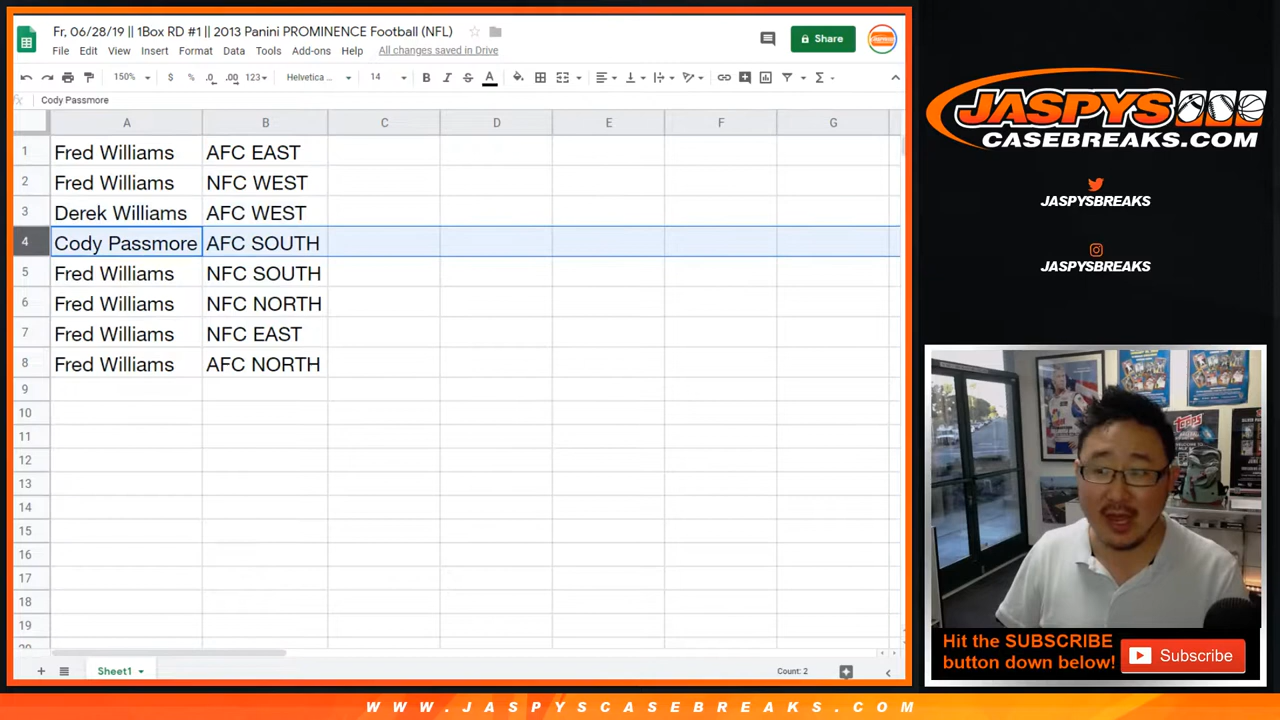 Fr, 06/28/19 || 1Box RD #1 || 2013 Panini PROMINENCE Football (NFL)
File Edit View Insert Format Data Tools Add-ons Help All changes saved in Drive
Share
150% $ % .0 .00 123 Helvetica ... 14 B I S A
fx Cody Passmore
A B C D E F G
1 Fred Williams AFC EAST
2 Fred Williams NFC WEST
3 Derek Williams AFC WEST
4 Cody Passmore AFC SOUTH
5 Fred Williams NFC SOUTH
6 Fred Williams NFC NORTH
7 Fred Williams NFC EAST
8 Fred Williams AFC NORTH
9
10
11
12
13
14
15
16
17
18
19
Sheet1
Count: 2
JASPYS
CASEBREAKS.COM
JASPYSBREAKS
JASPYSBREAKS
Topps
Hit the SUBSCRIBE
button down below!
Subscribe
WWW.JASPYSCASEBREAKS.COM